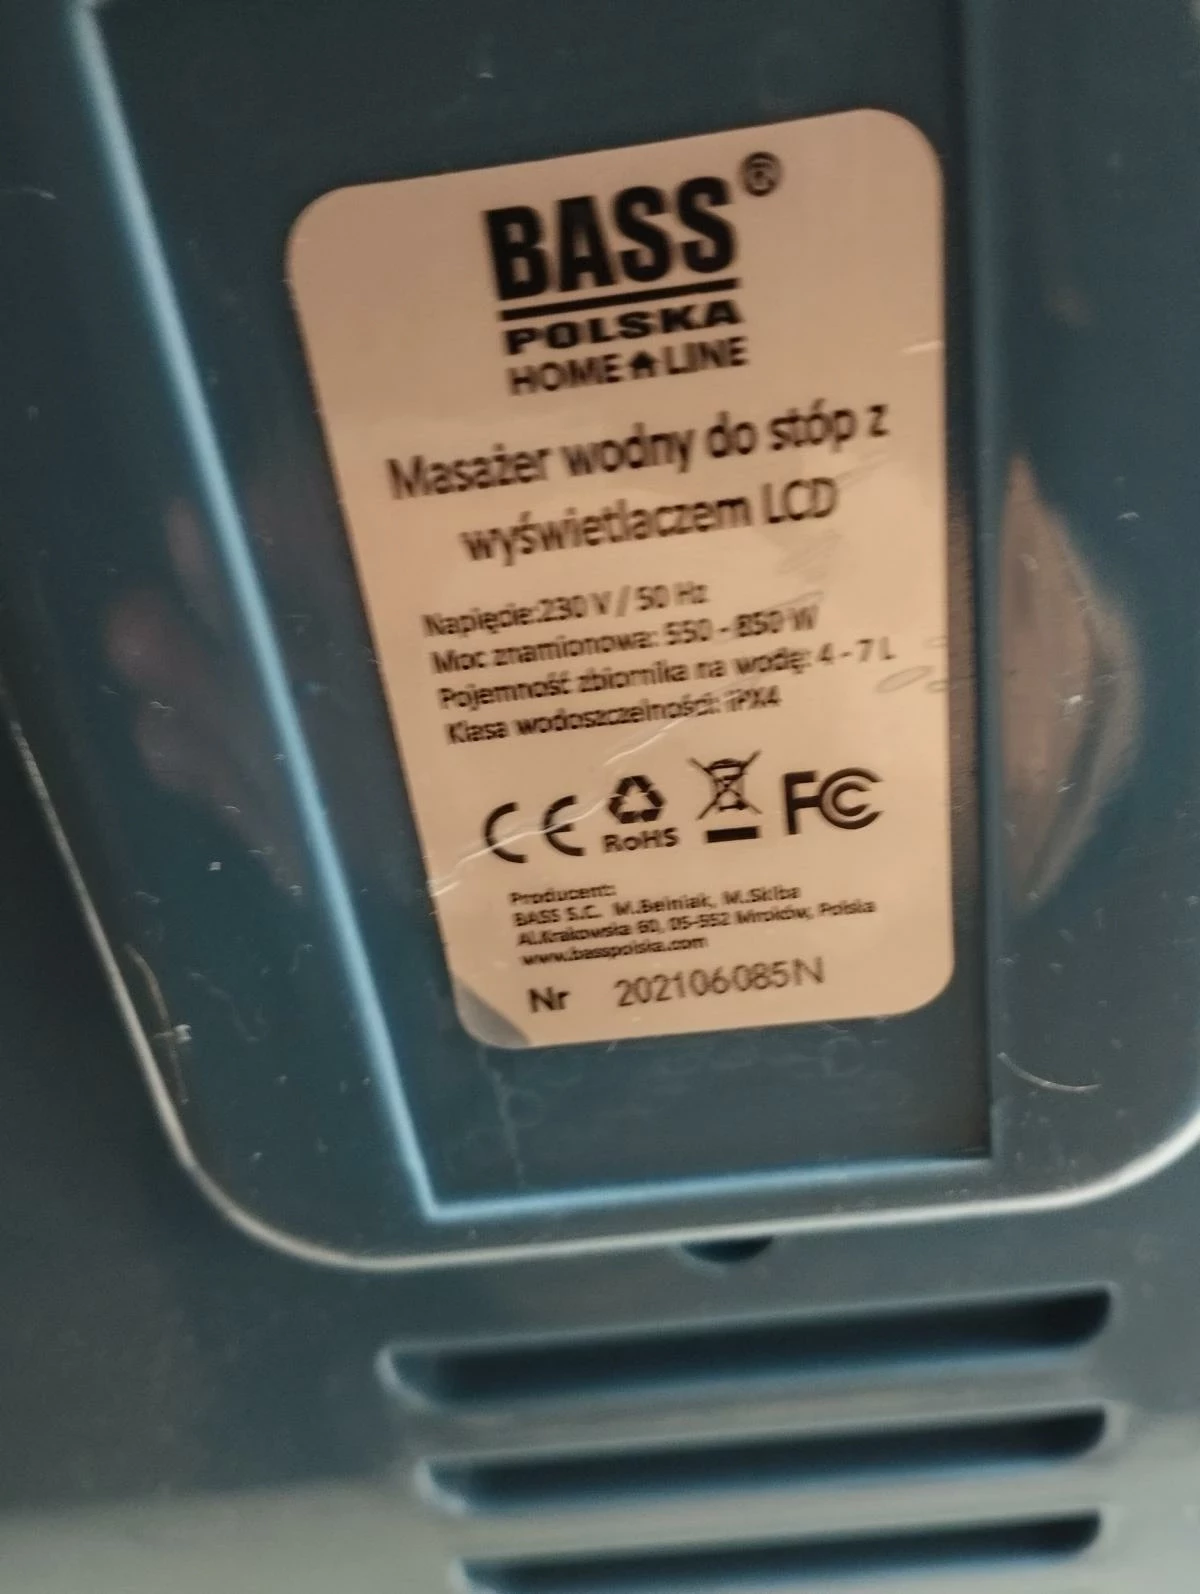 BASS®
POLSKA
HOME LINE
Masażer wodny do stóp z
wyświetlaczem LCD
Napięcie:230 V / 50 Hz
Moc znamionowa: 550 - 850 W
Pojemność zbiornika na wodę: 4 - 7 L
Klasa wodoszczelności: IPX4
CE
RoHS
FC
Producent:
BASS S.C. M.Belniak, M.Skiba
Al.Krakowska 60, 05-552 Mroków, Polska
www.basspolska.com
Nr 202106085N